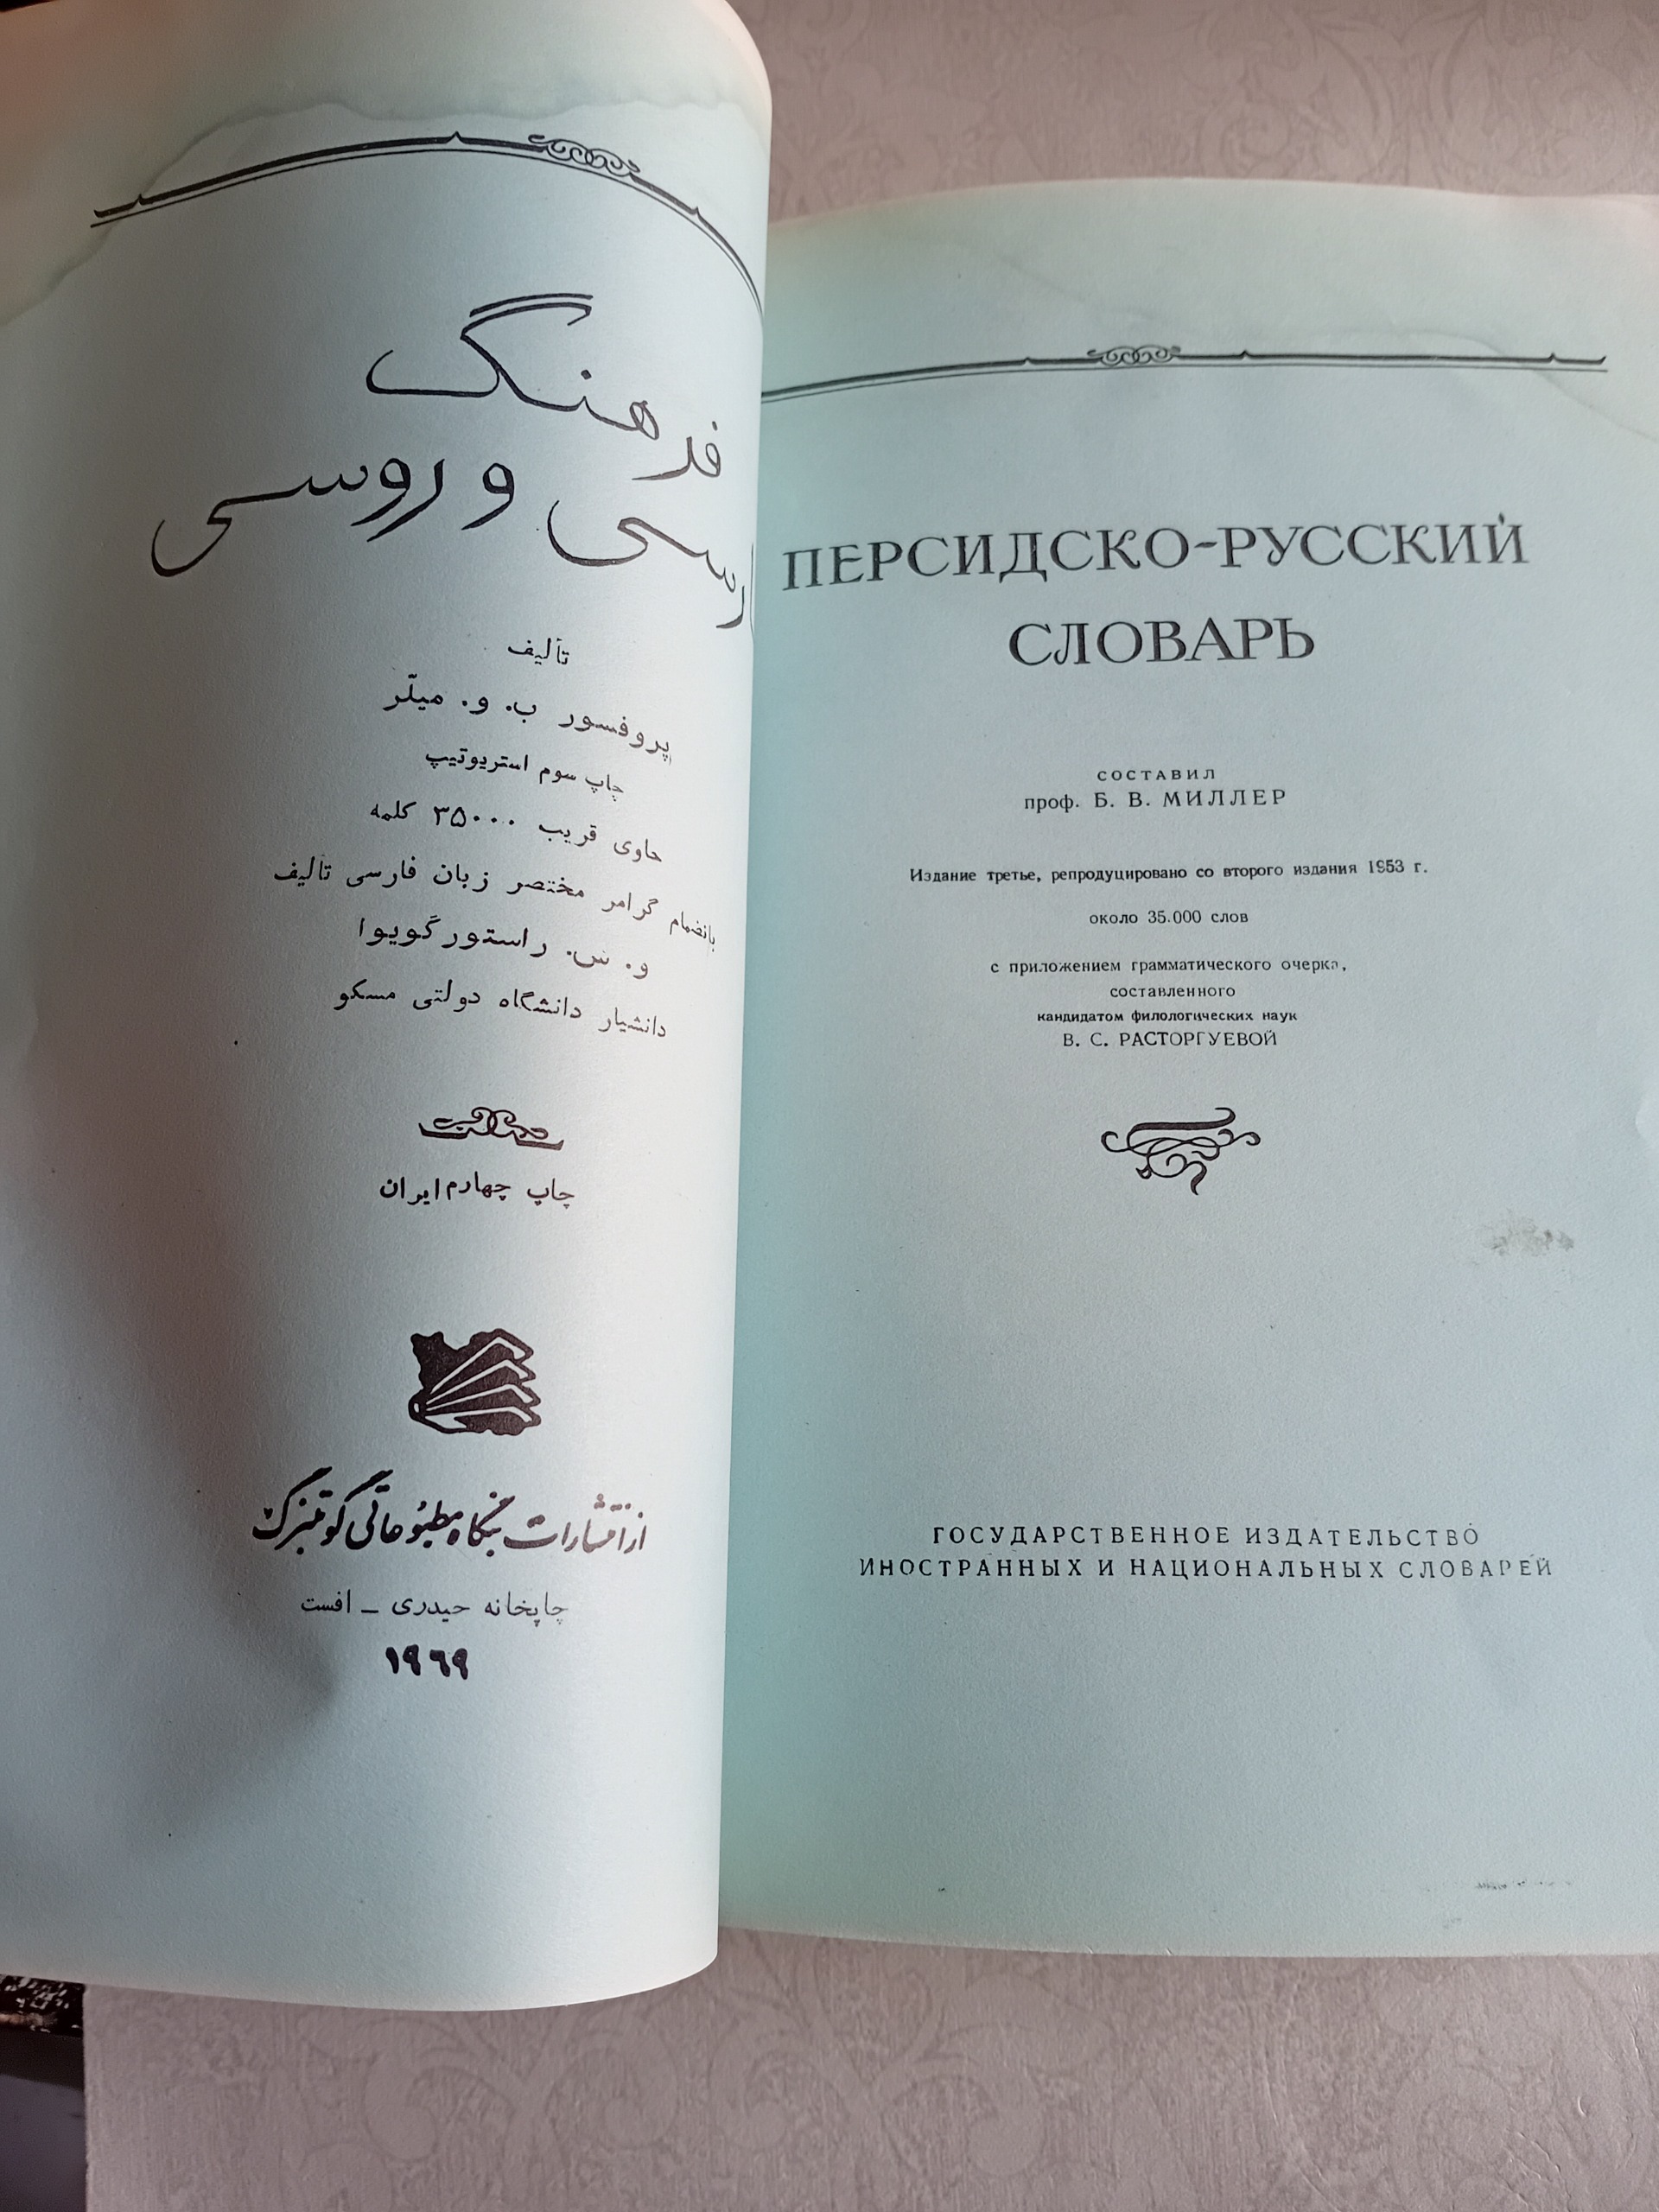 فرهنگ
رسی و روسی
تألیف
پروفسور ب. و. میلّر
چاپ سوم استریوتیپ
حاوی قریب ۳۵۰۰۰ کلمه
بانضمام گرامر مختصر زبان فارسی تالیف
و. س. راستورگویوا
دانشیار دانشگاه دولتی مسکو
چاپ چهارم ایران
از انتشارات بنگاه مطبوعاتی گوتنبرگ
چاپخانه حیدری – افست
۱۹۶۹
ПЕРСИДСКО-РУССКИЙ
СЛОВАРЬ
СОСТАВИЛ
проф. Б. В. МИЛЛЕР
Издание третье, репродуцировано со второго издания 1953 г.
около 35.000 слов
с приложением грамматического очерка,
составленного
кандидатом филологических наук
В. С. РАСТОРГУЕВОЙ
ГОСУДАРСТВЕННОЕ ИЗДАТЕЛЬСТВО
ИНОСТРАННЫХ И НАЦИОНАЛЬНЫХ СЛОВАРЕЙ